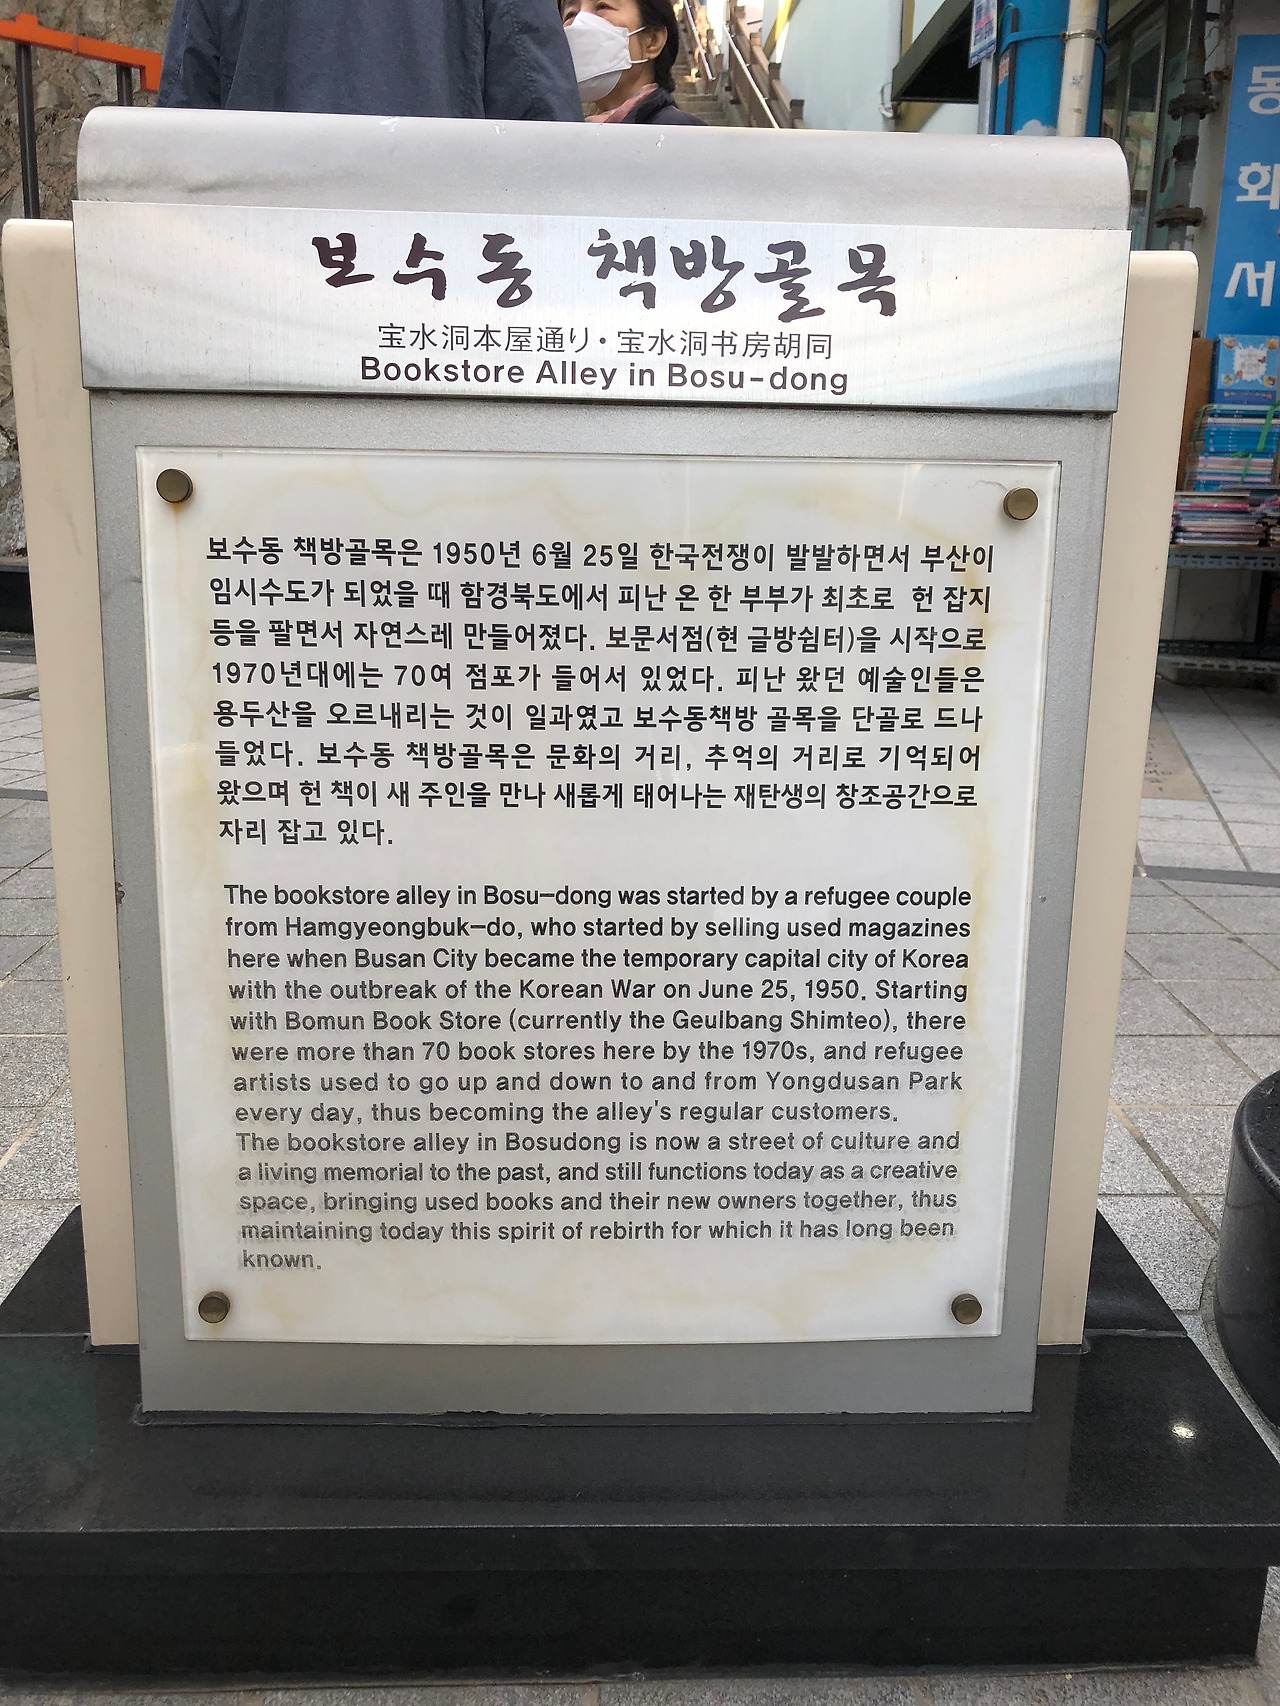 보수동 책방골목
宝水洞本屋通り・宝水洞书房胡同
Bookstore Alley in Bosu-dong
보수동 책방골목은 1950년 6월 25일 한국전쟁이 발발하면서 부산이
임시수도가 되었을 때 함경북도에서 피난 온 한 부부가 최초로 헌 잡지
등을 팔면서 자연스레 만들어졌다. 보문서점(현 글방쉼터)을 시작으로
1970년대에는 70여 점포가 들어서 있었다. 피난 왔던 예술인들은
용두산을 오르내리는 것이 일과였고 보수동책방 골목을 단골로 드나
들었다. 보수동 책방골목은 문화의 거리, 추억의 거리로 기억되어
왔으며 헌 책이 새 주인을 만나 새롭게 태어나는 재탄생의 창조공간으로
자리 잡고 있다.
The bookstore alley in Bosu-dong was started by a refugee couple
from Hamgyeongbuk-do, who started by selling used magazines
here when Busan City became the temporary capital city of Korea
with the outbreak of the Korean War on June 25, 1950. Starting
with Bomun Book Store (currently the Geulbang Shimteo), there
were more than 70 book stores here by the 1970s, and refugee
artists used to go up and down to and from Yongdusan Park
every day, thus becoming the alley's regular customers.
The bookstore alley in Bosudong is now a street of culture and
a living memorial to the past, and still functions today as a creative
space, bringing used books and their new owners together, thus
maintaining today this spirit of rebirth for which it has long been
known.
동
회
서